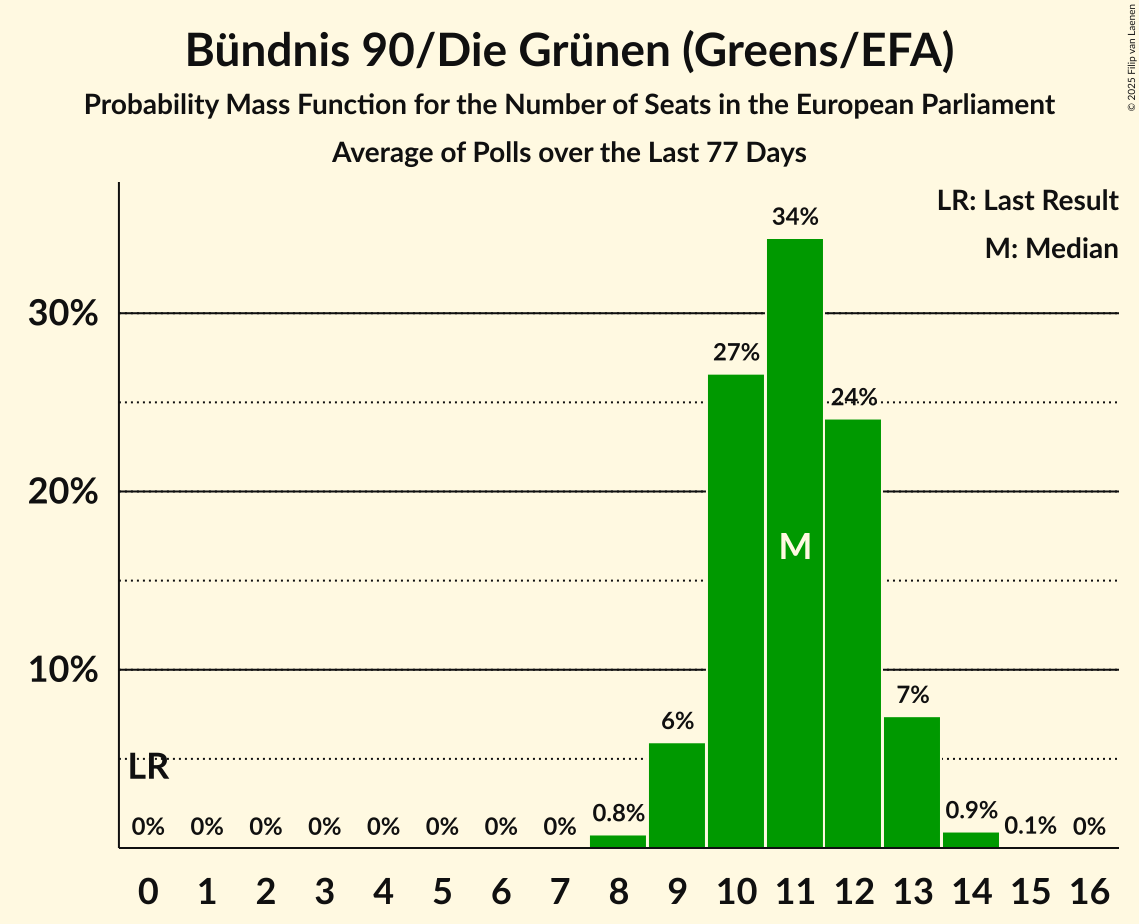 Bündnis 90/Die Grünen (Greens/EFA)
Probability Mass Function for the Number of Seats in the European Parliament
Average of Polls over the Last 77 Days
© 2025 Filip van Laenen
LR: Last Result
M: Median
34%
30%
27%
24%
20%
M
10%
7%
6%
LR
0% 0% 0% 0% 0% 0% 0% 0% 0.8% 0.9% 0.1% 0%
0 1 2 3 4 5 6 7 8 9 10 11 12 13 14 15 16